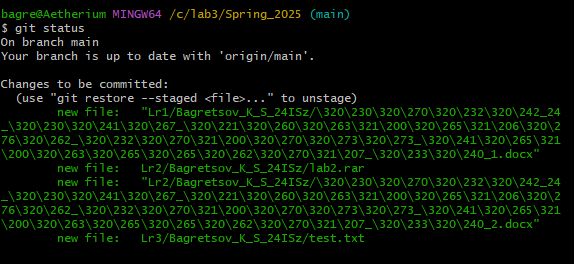 bagre@Aetherium MINGW64 /c/lab3/Spring_2025 (main)
$ git status
On branch main
Your branch is up to date with 'origin/main'.
Changes to be committed:
(use "git restore --staged <file>..." to unstage)
new file:   "Lr1/Bagretsov_K_S_24ISz/\320\230\320\270\320\232\320\242_24
_\320\230\320\241\320\267_\320\221\320\260\320\263\321\200\320\265\321\206\320\2
76\320\262_\320\232\320\270\321\200\320\270\320\273\320\273_\320\241\320\265\321
\200\320\263\320\265\320\265\320\262\320\270\321\207_\320\233\320\240_1.docx"
new file:   Lr2/Bagretsov_K_S_24ISz/lab2.rar
new file:   "Lr2/Bagretsov_K_S_24ISz/\320\230\320\270\320\232\320\242_24
_\320\230\320\241\320\267_\320\221\320\260\320\263\321\200\320\265\321\206\320\2
76\320\262_\320\232\320\270\321\200\320\270\320\273\320\273_\320\241\320\265\321
\200\320\263\320\265\320\265\320\262\320\270\321\207_\320\233\320\240_2.docx"
new file:   Lr3/Bagretsov_K_S_24ISz/test.txt